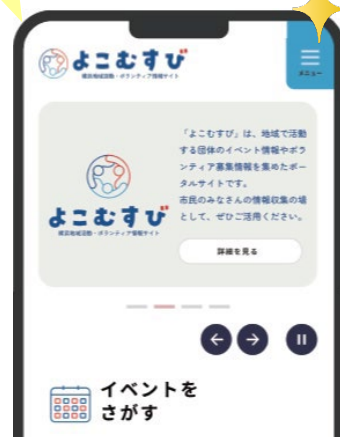 よこむすび
横浜地域活動・ボランティア情報サイト
メニュー
「よこむすび」は、地域で活動
する団体のイベント情報やボラ
ンティア募集情報を集めたポー
タルサイトです。
市民のみなさんの情報収集の場
として、ぜひご活用ください。
よこむすび
横浜地域活動・ボランティア情報サイト
詳細を見る
イベントを
さがす